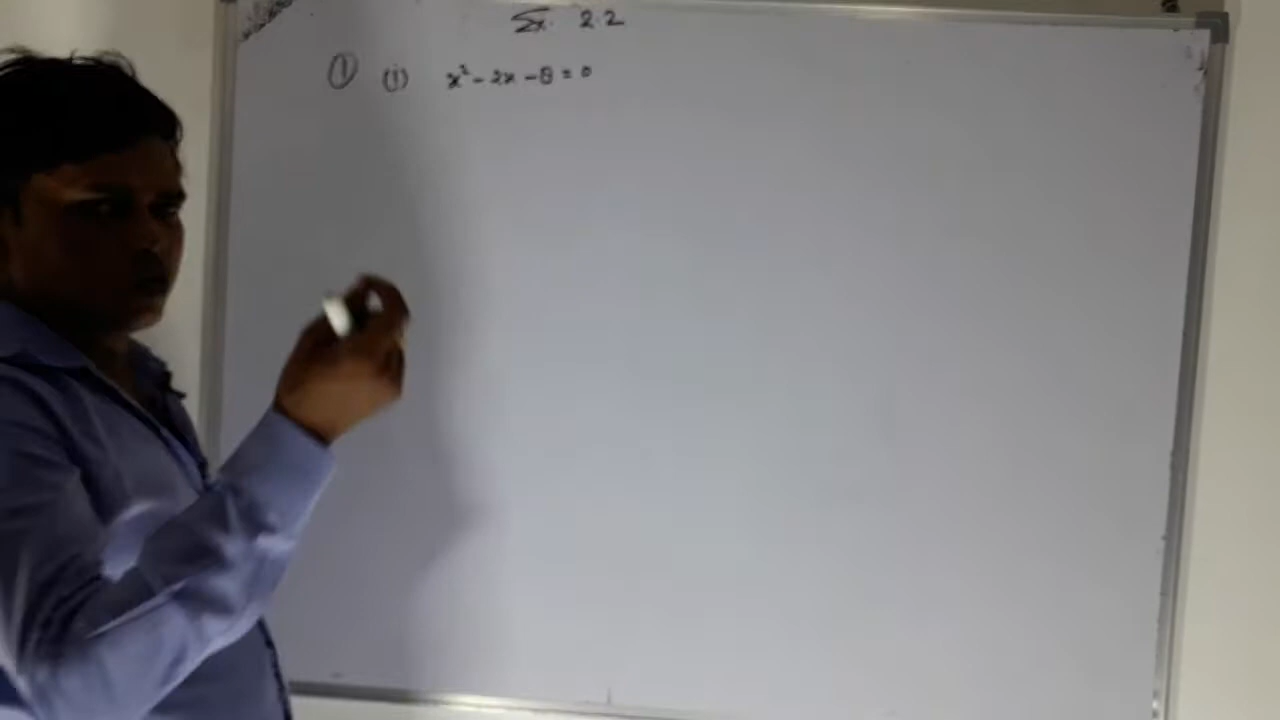 Ex. 2.2
① (i) x² - 2x - 8 = 0